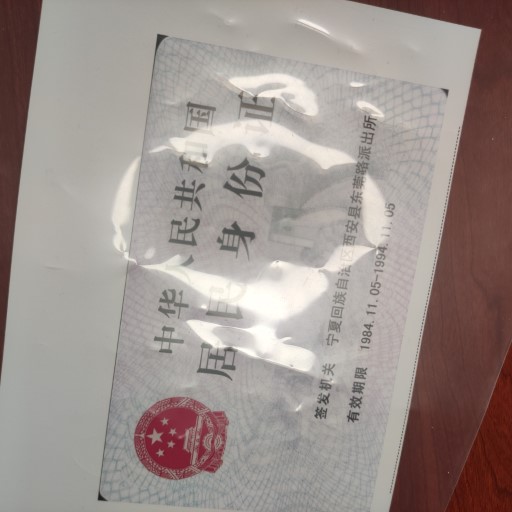 中华人民共和国
居民身份证
签发机关 宁夏回族自治区西安县东莞路派出所
有效期限 1984.11.05-1994.11.05